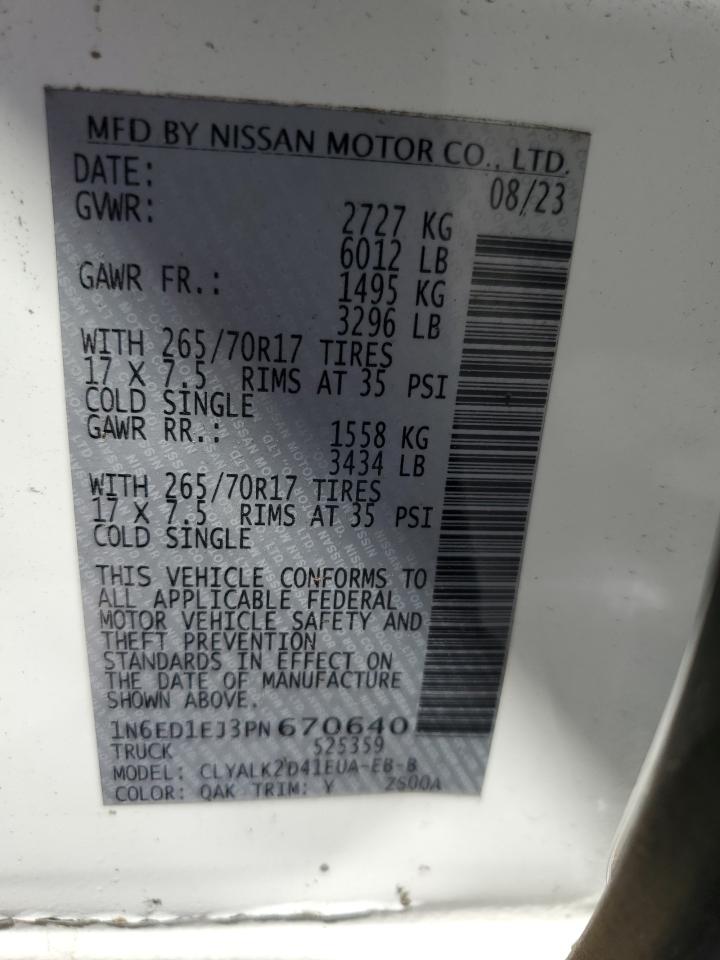 MFD BY NISSAN MOTOR CO., LTD.
DATE: 08/23
GVWR: 2727 KG
6012 LB
GAWR FR.: 1495 KG
3296 LB
WITH 265/70R17 TIRES
17 X 7.5 RIMS AT 35 PSI
COLD SINGLE
GAWR RR.: 1558 KG
3434 LB
WITH 265/70R17 TIRES
17 X 7.5 RIMS AT 35 PSI
COLD SINGLE
THIS VEHICLE CONFORMS TO
ALL APPLICABLE FEDERAL
MOTOR VEHICLE SAFETY AND
THEFT PREVENTION
STANDARDS IN EFFECT ON
THE DATE OF MANUFACTURE
SHOWN ABOVE.
1N6ED1EJ3PN670640
TRUCK 525359
MODEL: CLYALK2D41EUA-EB-B
COLOR: QAK TRIM: Y 2S00A